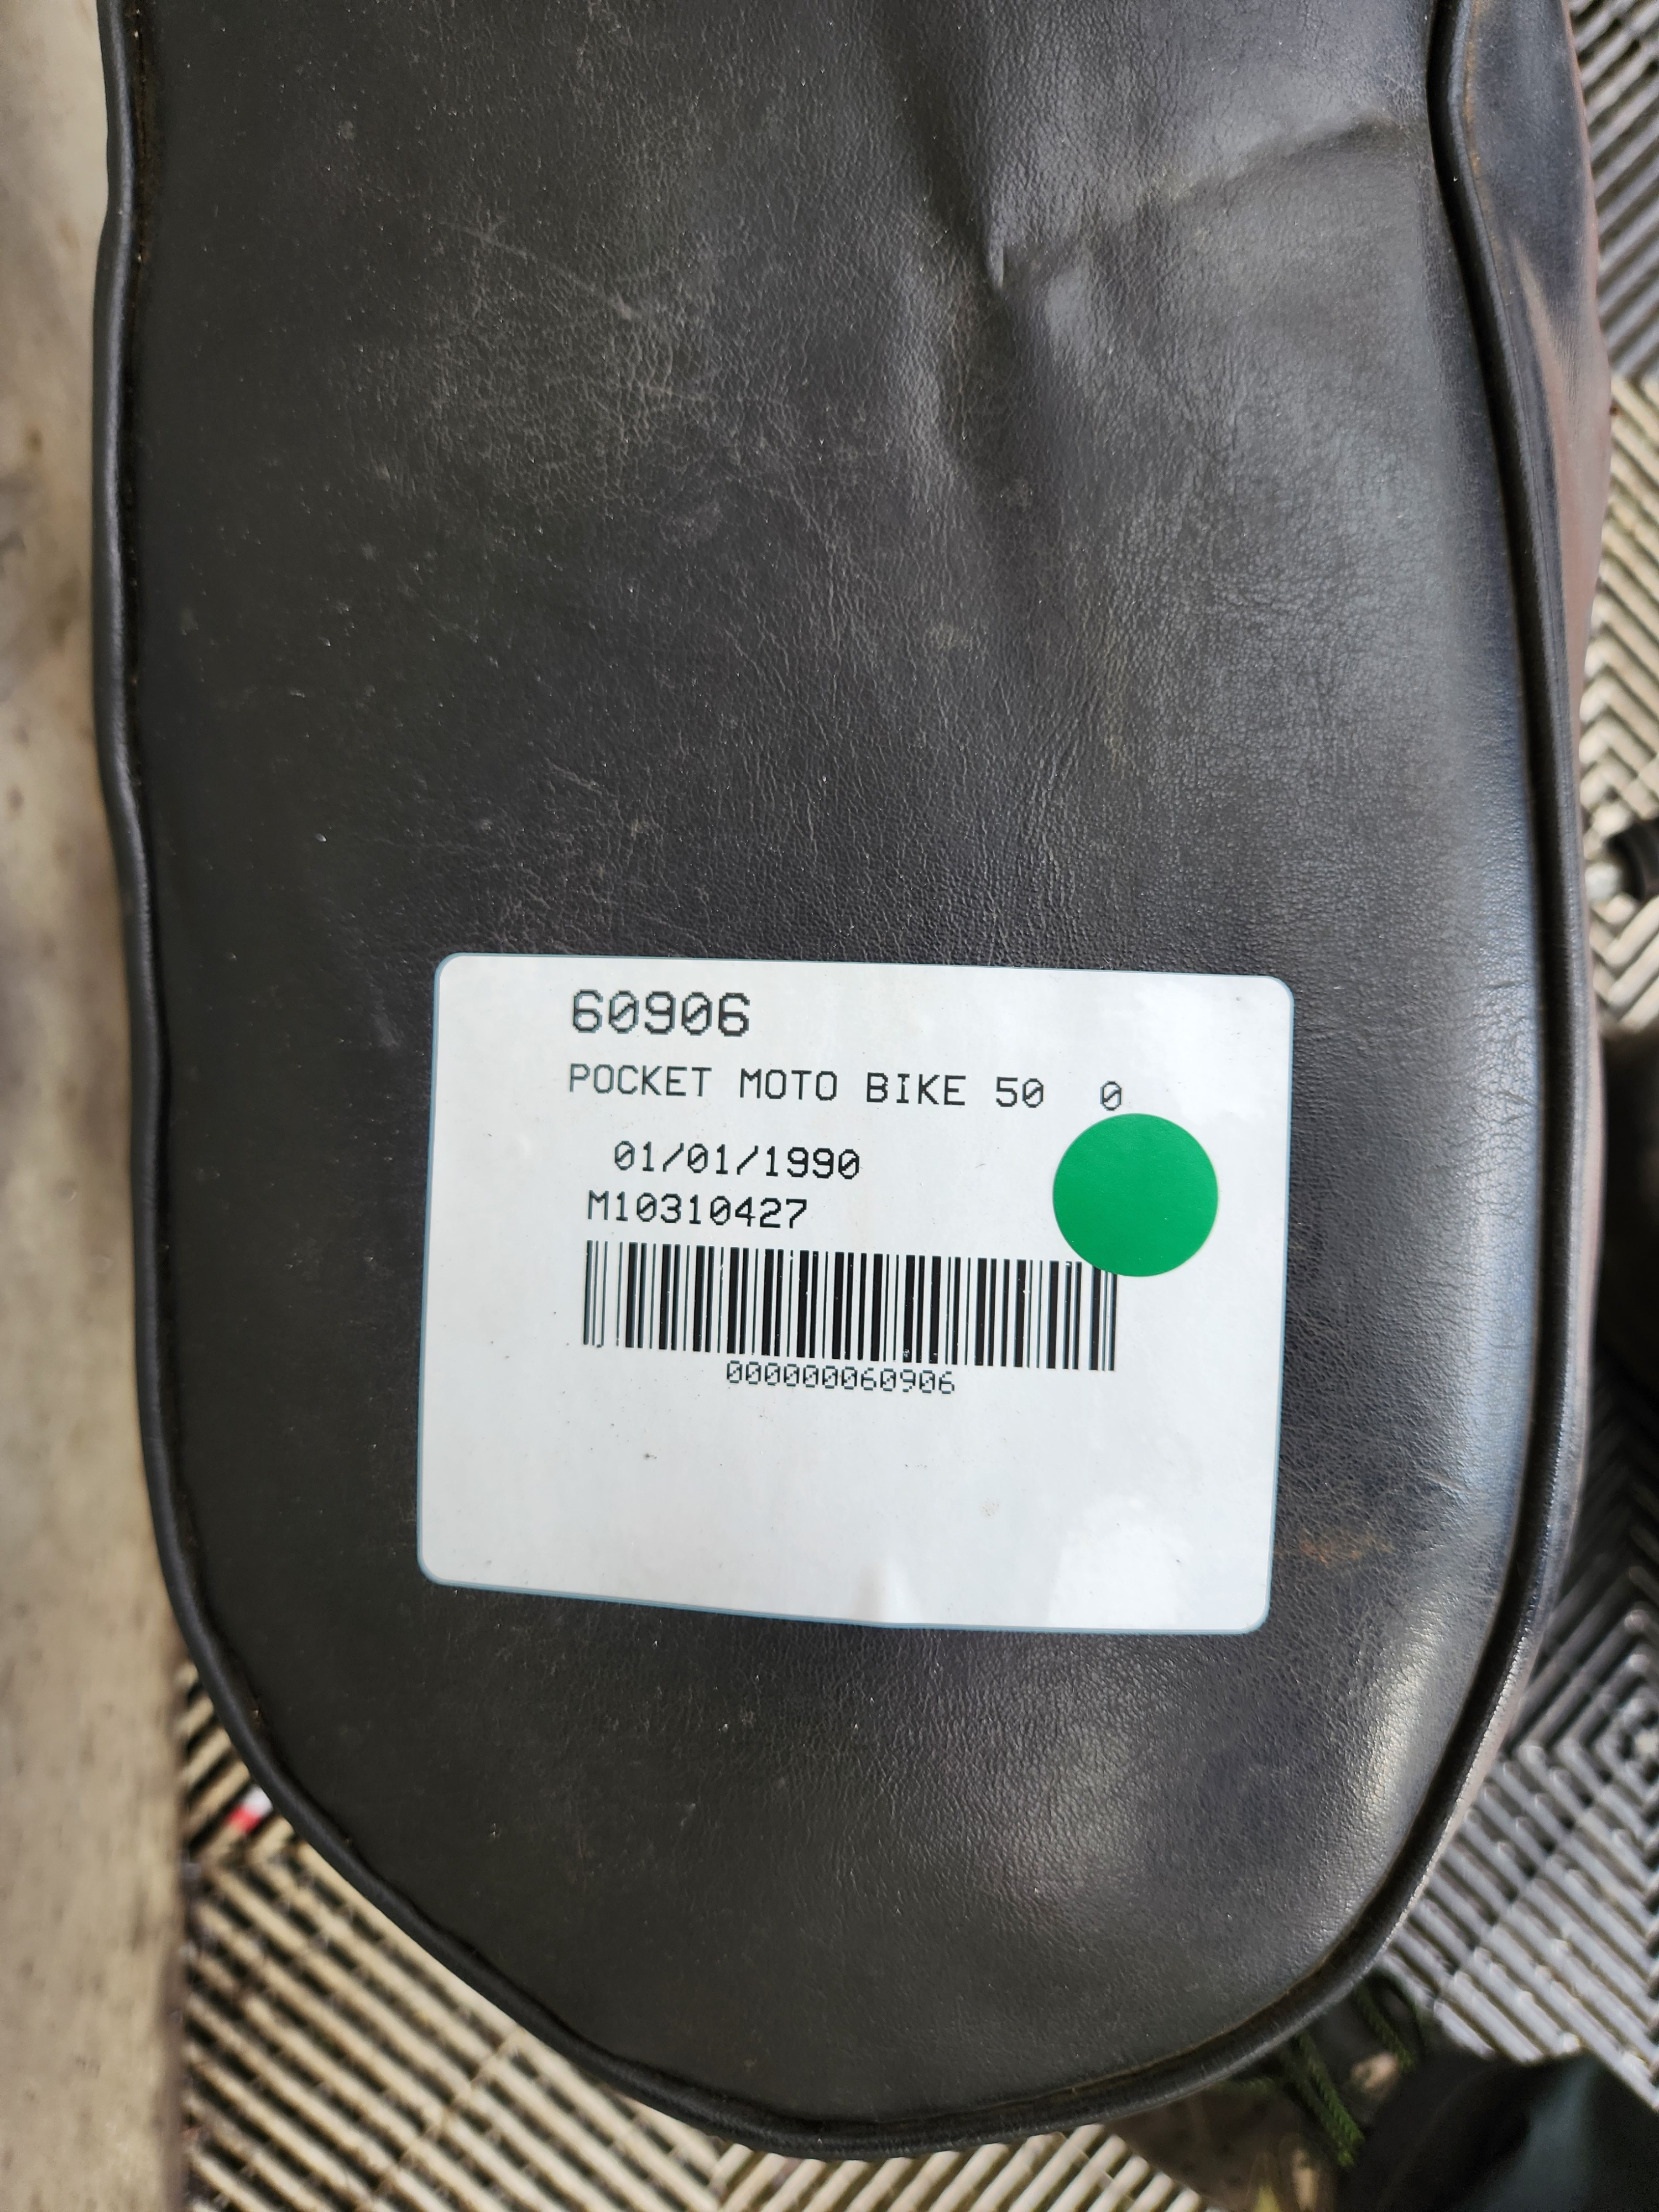 60906
POCKET MOTO BIKE 50 0
01/01/1990
M10310427
000000060906